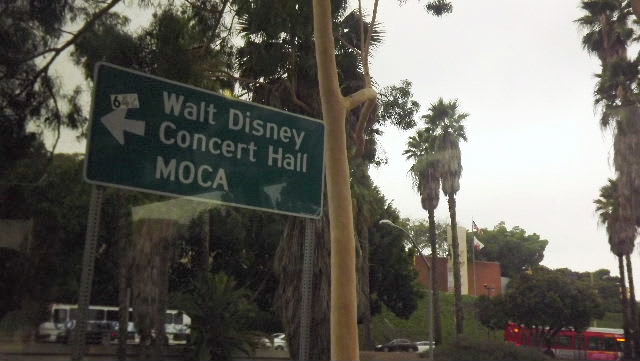 Walt Disney
Concert Hall
MOCA